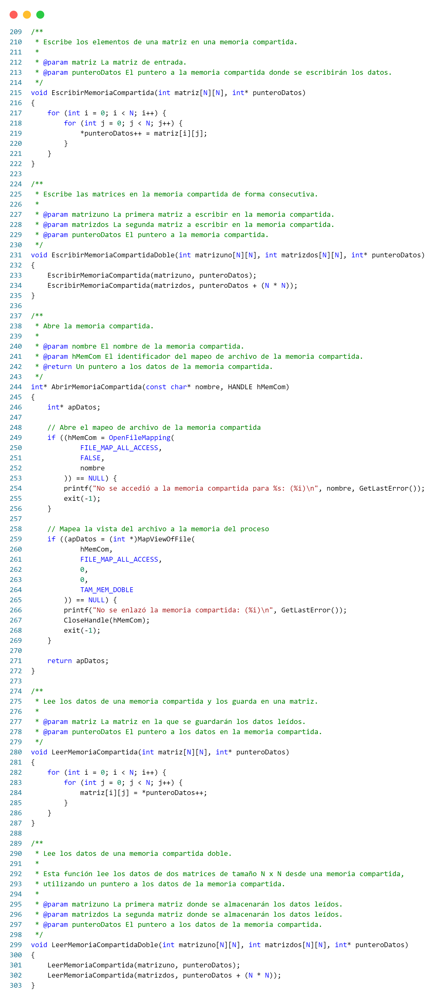 209 /**
210  * Escribe los elementos de una matriz en una memoria compartida.
211  *
212  * @param matriz La matriz de entrada.
213  * @param punteroDatos El puntero a la memoria compartida donde se escribirán los datos.
214  */
215 void EscribirMemoriaCompartida(int matriz[N][N], int* punteroDatos)
216 {
217     for (int i = 0; i < N; i++) {
218         for (int j = 0; j < N; j++) {
219             *punteroDatos++ = matriz[i][j];
220         }
221     }
222 }
223
224 /**
225  * Escribe las matrices en la memoria compartida de forma consecutiva.
226  *
227  * @param matrizuno La primera matriz a escribir en la memoria compartida.
228  * @param matrizdos La segunda matriz a escribir en la memoria compartida.
229  * @param punteroDatos El puntero a la memoria compartida.
230  */
231 void EscribirMemoriaCompartidaDoble(int matrizuno[N][N], int matrizdos[N][N], int* punteroDatos)
232 {
233     EscribirMemoriaCompartida(matrizuno, punteroDatos);
234     EscribirMemoriaCompartida(matrizdos, punteroDatos + (N * N));
235 }
236
237 /**
238  * Abre la memoria compartida.
239  *
240  * @param nombre El nombre de la memoria compartida.
241  * @param hMemCom El identificador del mapeo de archivo de la memoria compartida.
242  * @return Un puntero a los datos de la memoria compartida.
243  */
244 int* AbrirMemoriaCompartida(const char* nombre, HANDLE hMemCom)
245 {
246     int* apDatos;
247
248     // Abre el mapeo de archivo de la memoria compartida
249     if ((hMemCom = OpenFileMapping(
250             FILE_MAP_ALL_ACCESS,
251             FALSE,
252             nombre
253         )) == NULL) {
254         printf("No se accedió a la memoria compartida para %s: (%i)\n", nombre, GetLastError());
255         exit(-1);
256     }
257
258     // Mapea la vista del archivo a la memoria del proceso
259     if ((apDatos = (int *)MapViewOfFile(
260             hMemCom,
261             FILE_MAP_ALL_ACCESS,
262             0,
263             0,
264             TAM_MEM_DOBLE
265         )) == NULL) {
266         printf("No se enlazó la memoria compartida: (%i)\n", GetLastError());
267         CloseHandle(hMemCom);
268         exit(-1);
269     }
270
271     return apDatos;
272 }
273
274 /**
275  * Lee los datos de una memoria compartida y los guarda en una matriz.
276  *
277  * @param matriz La matriz en la que se guardarán los datos leídos.
278  * @param punteroDatos El puntero a los datos en la memoria compartida.
279  */
280 void LeerMemoriaCompartida(int matriz[N][N], int* punteroDatos)
281 {
282     for (int i = 0; i < N; i++) {
283         for (int j = 0; j < N; j++) {
284             matriz[i][j] = *punteroDatos++;
285         }
286     }
287 }
288
289 /**
290  * Lee los datos de una memoria compartida doble.
291  *
292  * Esta función lee los datos de dos matrices de tamaño N x N desde una memoria compartida,
293  * utilizando un puntero a los datos de la memoria compartida.
294  *
295  * @param matrizuno La primera matriz donde se almacenarán los datos leídos.
296  * @param matrizdos La segunda matriz donde se almacenarán los datos leídos.
297  * @param punteroDatos El puntero a los datos de la memoria compartida.
298  */
299 void LeerMemoriaCompartidaDoble(int matrizuno[N][N], int matrizdos[N][N], int* punteroDatos)
300 {
301     LeerMemoriaCompartida(matrizuno, punteroDatos);
302     LeerMemoriaCompartida(matrizdos, punteroDatos + (N * N));
303 }